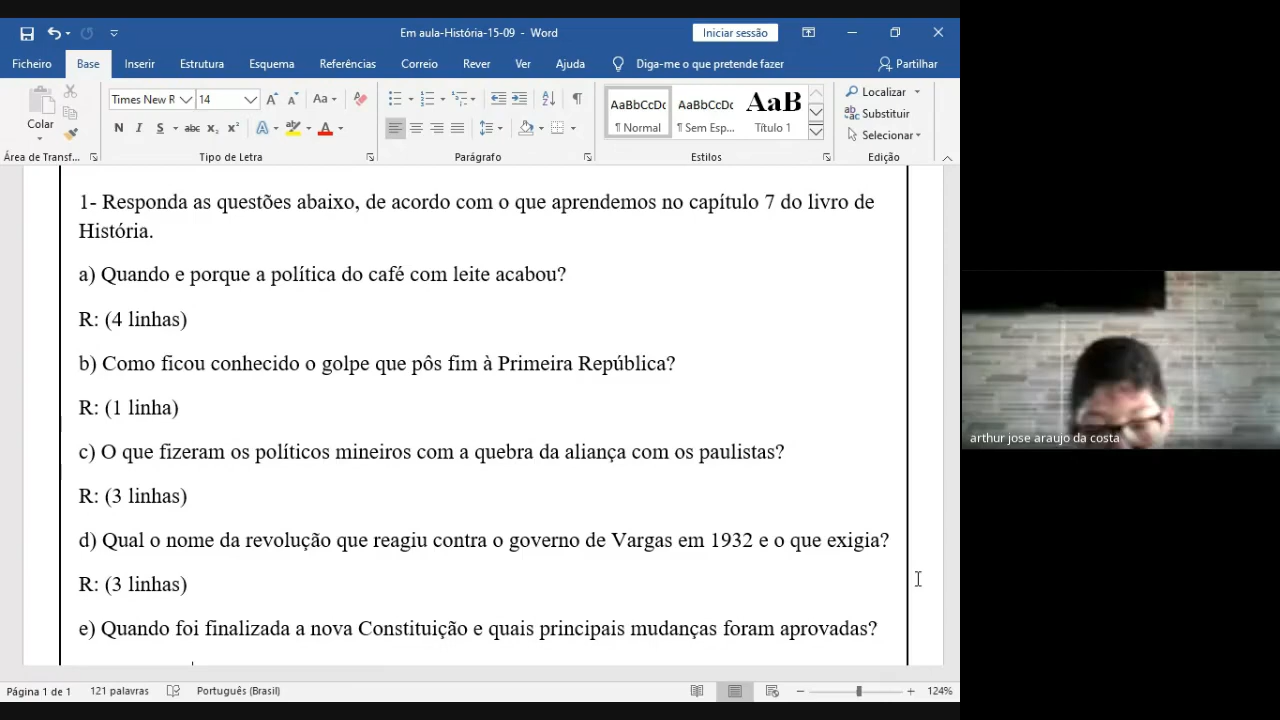 Em aula-História-15-09 - Word
Iniciar sessão
Ficheiro Base Inserir Estrutura Esquema Referências Correio Rever Ver Ajuda Diga-me o que pretende fazer Partilhar
Colar
Times New R 14
Aa
N I S abc x₂ x² A A
AaBbCcDc AaBbCcDc AaB
¶ Normal ¶ Sem Esp... Título 1
Localizar
Substituir
Selecionar
Área de Transf... Tipo de Letra Parágrafo Estilos Edição
1- Responda as questões abaixo, de acordo com o que aprendemos no capítulo 7 do livro de
História.
a) Quando e porque a política do café com leite acabou?
R: (4 linhas)
b) Como ficou conhecido o golpe que pôs fim à Primeira República?
R: (1 linha)
c) O que fizeram os políticos mineiros com a quebra da aliança com os paulistas?
R: (3 linhas)
d) Qual o nome da revolução que reagiu contra o governo de Vargas em 1932 e o que exigia?
R: (3 linhas)
e) Quando foi finalizada a nova Constituição e quais principais mudanças foram aprovadas?
Página 1 de 1 121 palavras Português (Brasil) 124%
arthur jose araujo da costa